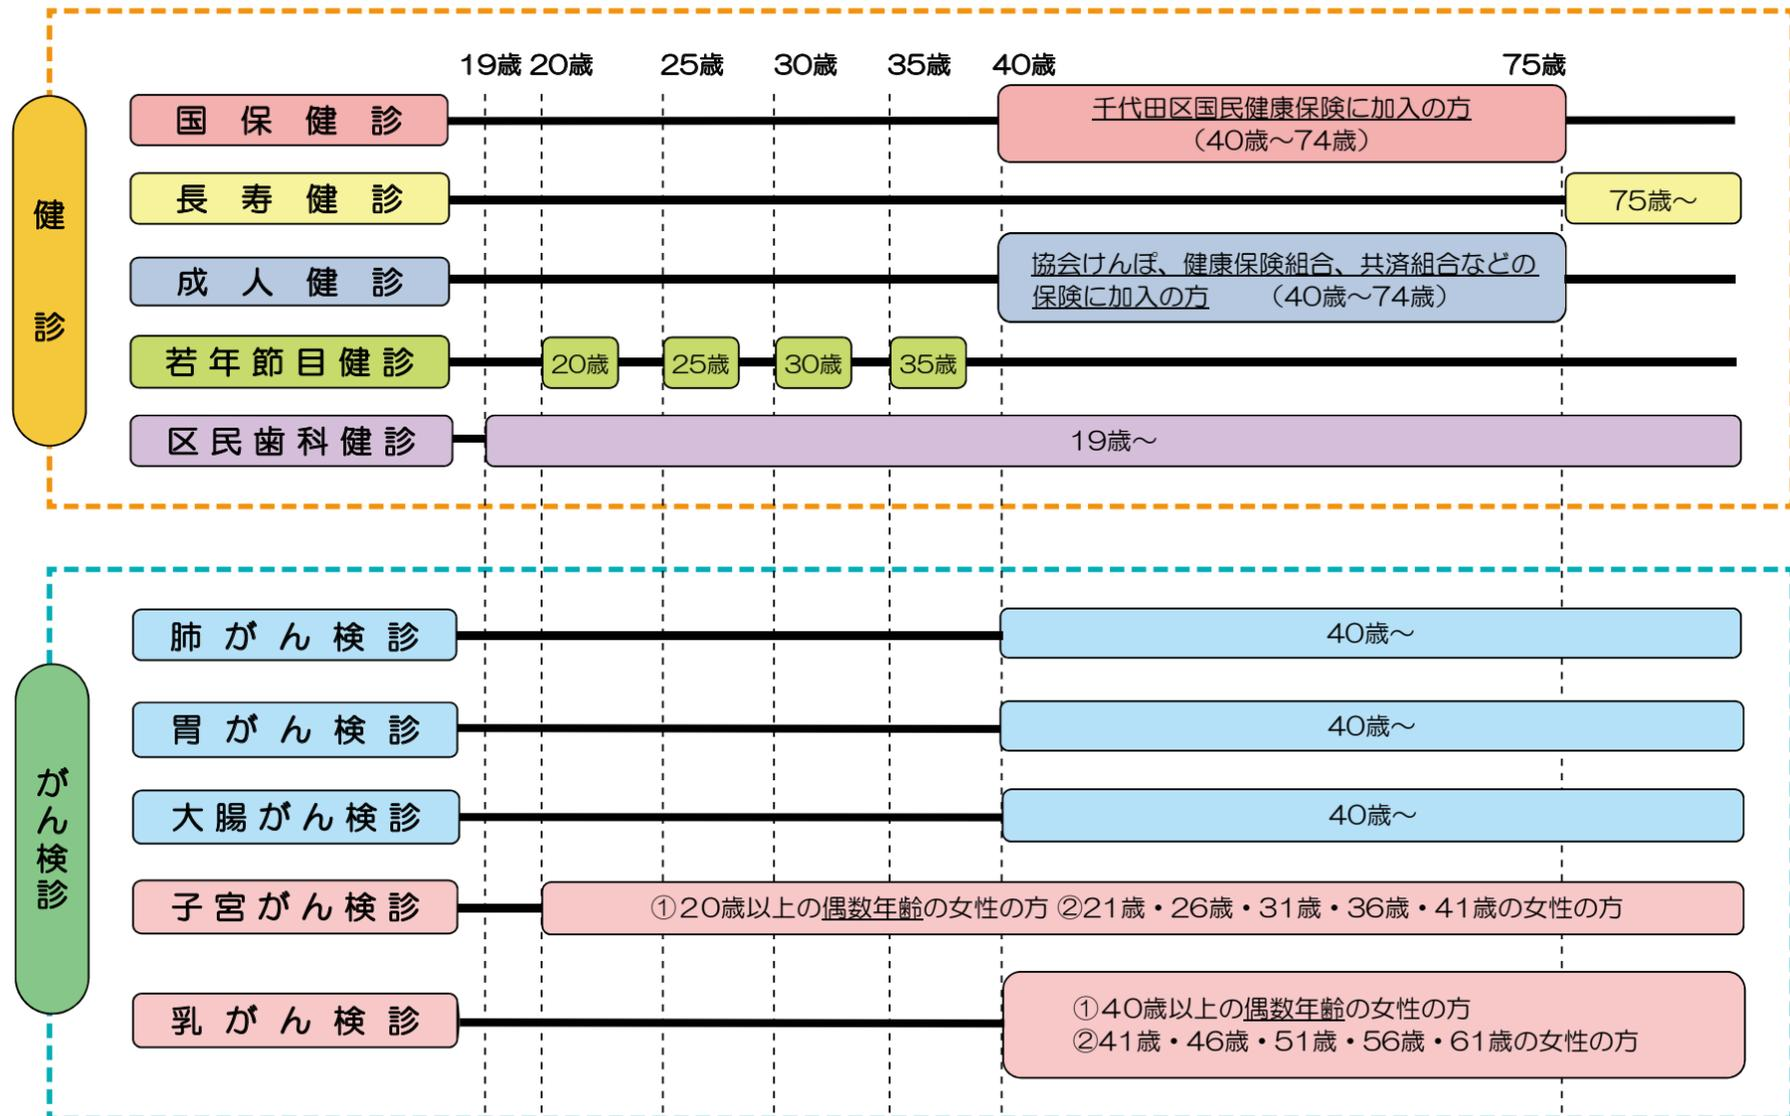 19歳 20歳 25歳 30歳 35歳 40歳 75歳
健診
国保健診
千代田区国民健康保険に加入の方
（40歳～74歳）
長寿健診
75歳～
成人健診
協会けんぽ、健康保険組合、共済組合などの
保険に加入の方 （40歳～74歳）
若年節目健診
20歳 25歳 30歳 35歳
区民歯科健診
19歳～
がん検診
肺がん検診
40歳～
胃がん検診
40歳～
大腸がん検診
40歳～
子宮がん検診
①20歳以上の偶数年齢の女性の方 ②21歳・26歳・31歳・36歳・41歳の女性の方
乳がん検診
①40歳以上の偶数年齢の女性の方
②41歳・46歳・51歳・56歳・61歳の女性の方